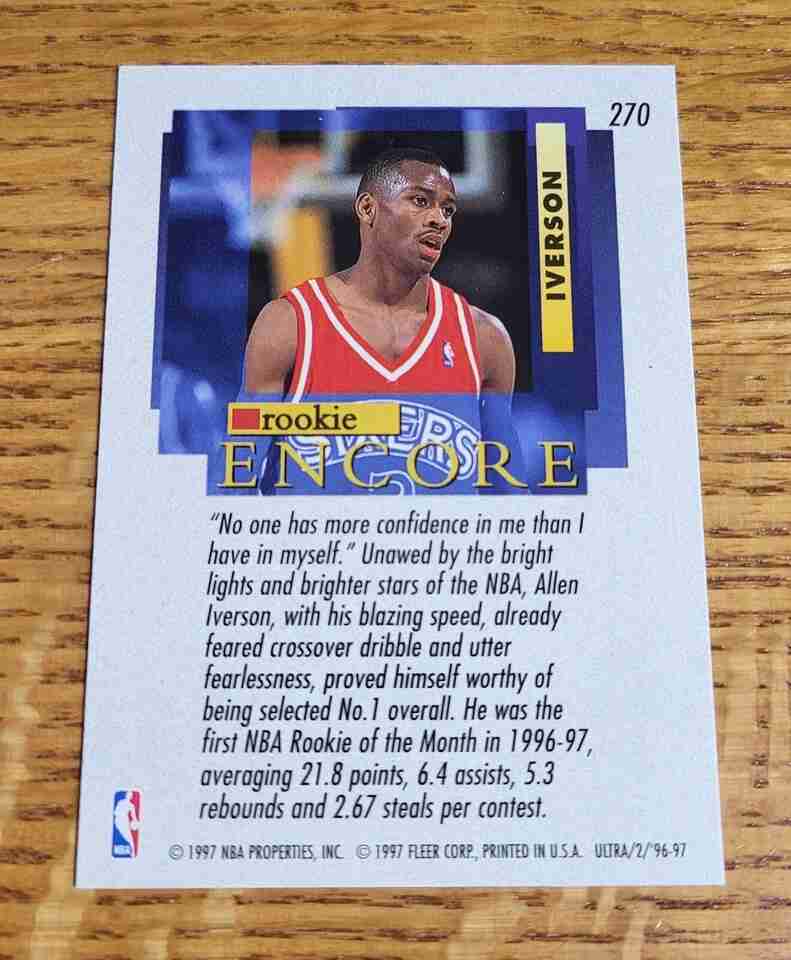 270
IVERSON
rookie
SIXERS
ENCORE
3
"No one has more confidence in me than I
have in myself." Unawed by the bright
lights and brighter stars of the NBA, Allen
Iverson, with his blazing speed, already
feared crossover dribble and utter
fearlessness, proved himself worthy of
being selected No.1 overall. He was the
first NBA Rookie of the Month in 1996-97,
averaging 21.8 points, 6.4 assists, 5.3
rebounds and 2.67 steals per contest.
NBA
© 1997 NBA PROPERTIES, INC. © 1997 FLEER CORP., PRINTED IN U.S.A. ULTRA/2/'96-97